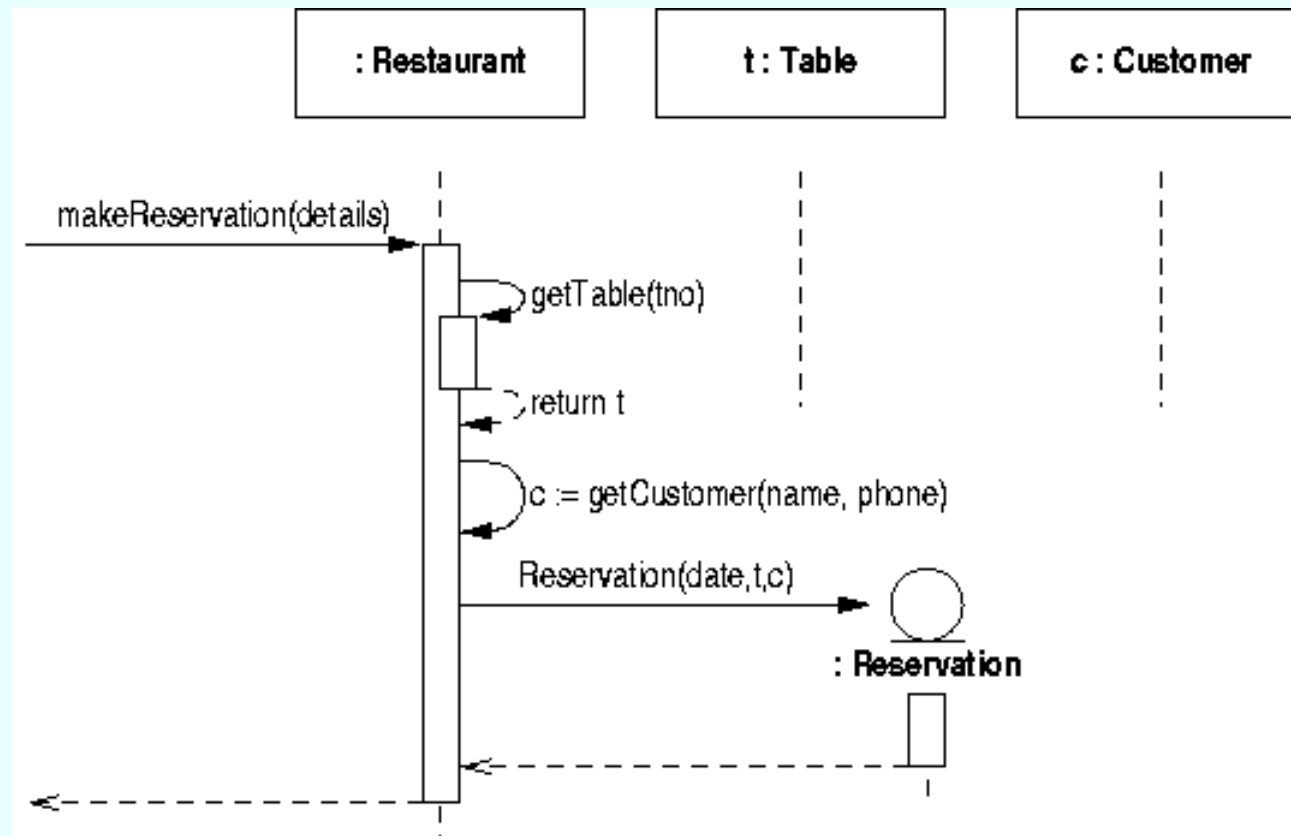 : Restaurant
t : Table
c : Customer
makeReservation(details)
getTable(tno)
return t
c := getCustomer(name, phone)
Reservation(date,t,c)
: Reservation